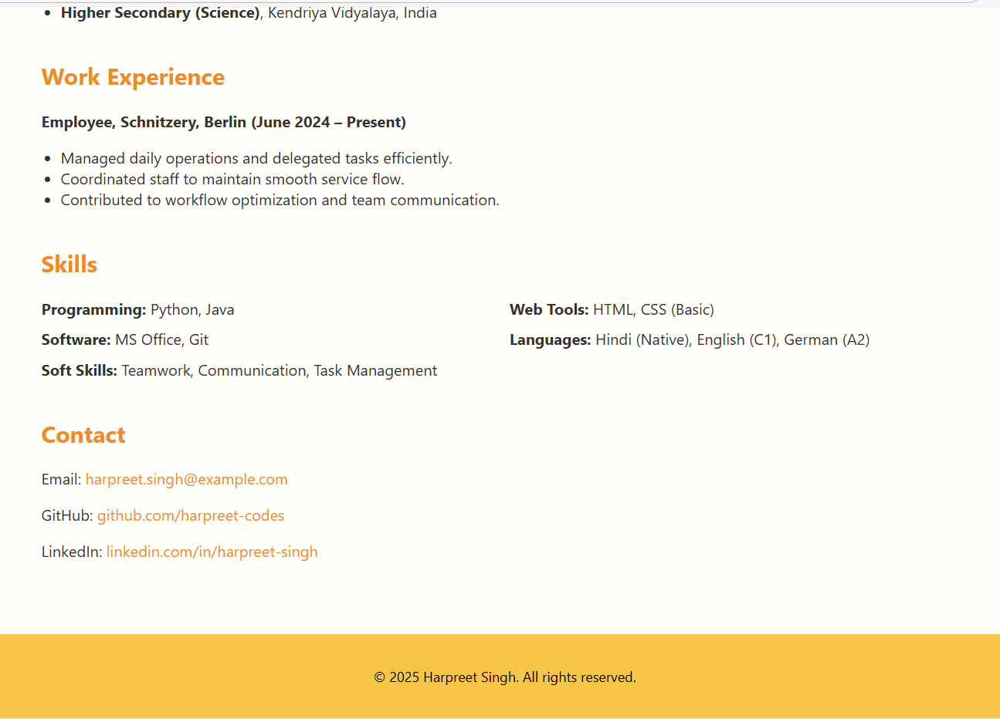 • Higher Secondary (Science), Kendriya Vidyalaya, India
Work Experience
Employee, Schnitzery, Berlin (June 2024 – Present)
• Managed daily operations and delegated tasks efficiently.
• Coordinated staff to maintain smooth service flow.
• Contributed to workflow optimization and team communication.
Skills
Programming: Python, Java
Web Tools: HTML, CSS (Basic)
Software: MS Office, Git
Languages: Hindi (Native), English (C1), German (A2)
Soft Skills: Teamwork, Communication, Task Management
Contact
Email: harpreet.singh@example.com
GitHub: github.com/harpreet-codes
LinkedIn: linkedin.com/in/harpreet-singh
© 2025 Harpreet Singh. All rights reserved.